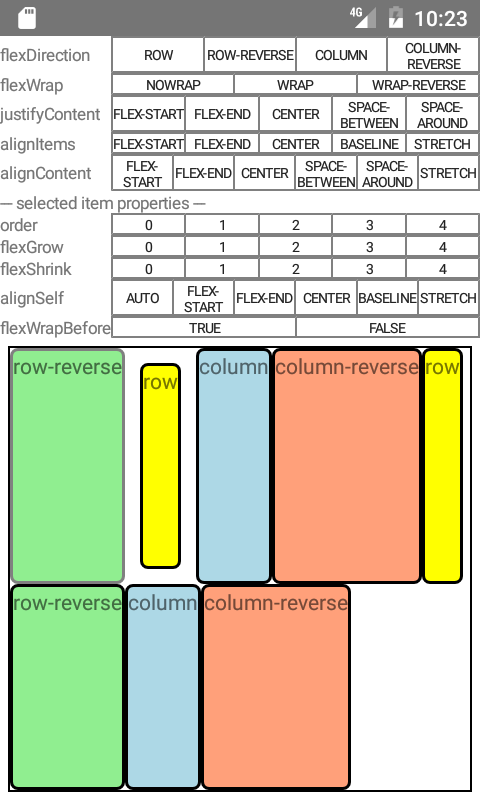 4G 10:23
flexDirection ROW ROW-REVERSE COLUMN COLUMN-REVERSE
flexWrap NOWRAP WRAP WRAP-REVERSE
justifyContent FLEX-START FLEX-END CENTER SPACE-BETWEEN SPACE-AROUND
alignItems FLEX-START FLEX-END CENTER BASELINE STRETCH
alignContent FLEX-START FLEX-END CENTER SPACE-BETWEEN SPACE-AROUND STRETCH
— selected item properties —
order 0 1 2 3 4
flexGrow 0 1 2 3 4
flexShrink 0 1 2 3 4
alignSelf AUTO FLEX-START FLEX-END CENTER BASELINE STRETCH
flexWrapBefore TRUE FALSE
row-reverse row column column-reverse row
row-reverse column column-reverse